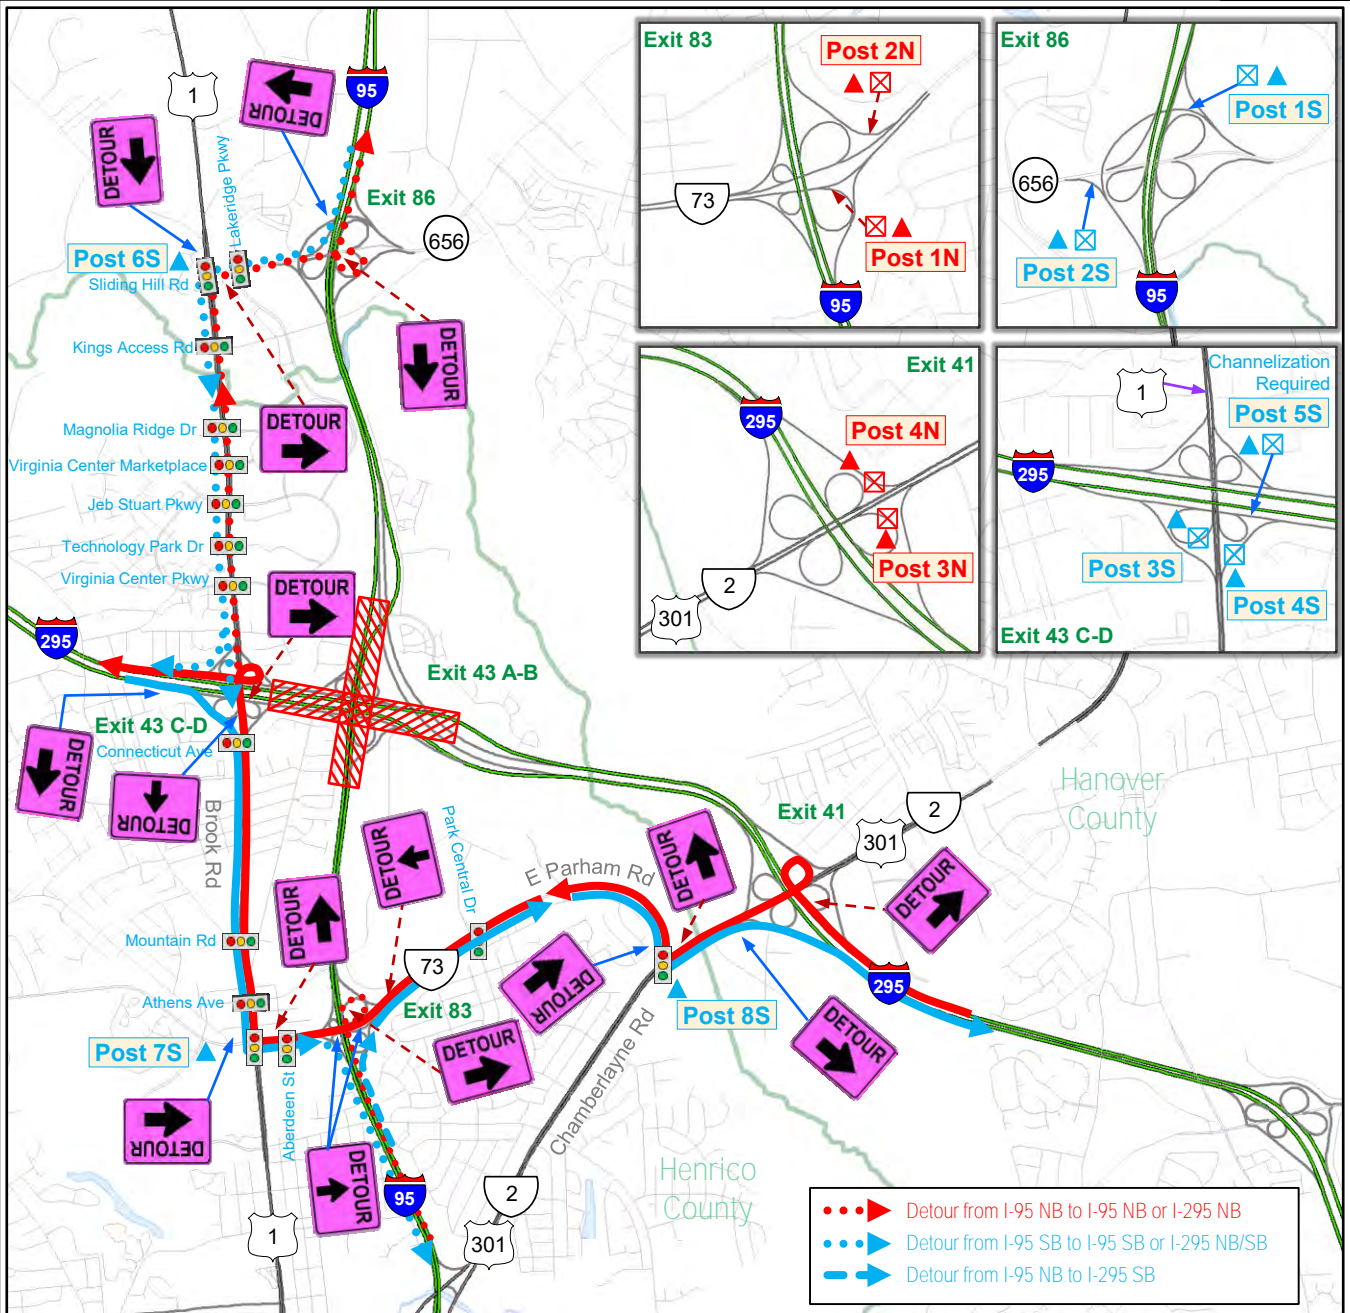 1
95
DETOUR
DETOUR
Lakeridge Pkwy
Exit 86
656
Post 6S
Sliding Hill Rd
Kings Access Rd
DETOUR
DETOUR
Magnolia Ridge Dr
Virginia Center Marketplace
Jeb Stuart Pkwy
Technology Park Dr
Virginia Center Pkwy
DETOUR
295
Exit 43 A-B
Exit 43 C-D
Connecticut Ave
DETOUR
DETOUR
Brook Rd
Mountain Rd
Athens Ave
Post 7S
DETOUR
Aberdeen St
DETOUR
DETOUR
Park Central Dr
E Parham Rd
73
Exit 83
DETOUR
DETOUR
DETOUR
DETOUR
Exit 41
2
301
DETOUR
Hanover
County
295
Post 8S
DETOUR
Chamberlayne Rd
Henrico
County
95
2
301
1
Exit 83
Post 2N
73
Post 1N
95
Exit 86
Post 1S
656
Post 2S
95
Exit 41
295
Post 4N
Post 3N
2
301
Channelization
Required
1
Post 5S
295
Post 3S
Post 4S
Exit 43 C-D
Detour from I-95 NB to I-95 NB or I-295 NB
Detour from I-95 SB to I-95 SB or I-295 NB/SB
Detour from I-95 NB to I-295 SB